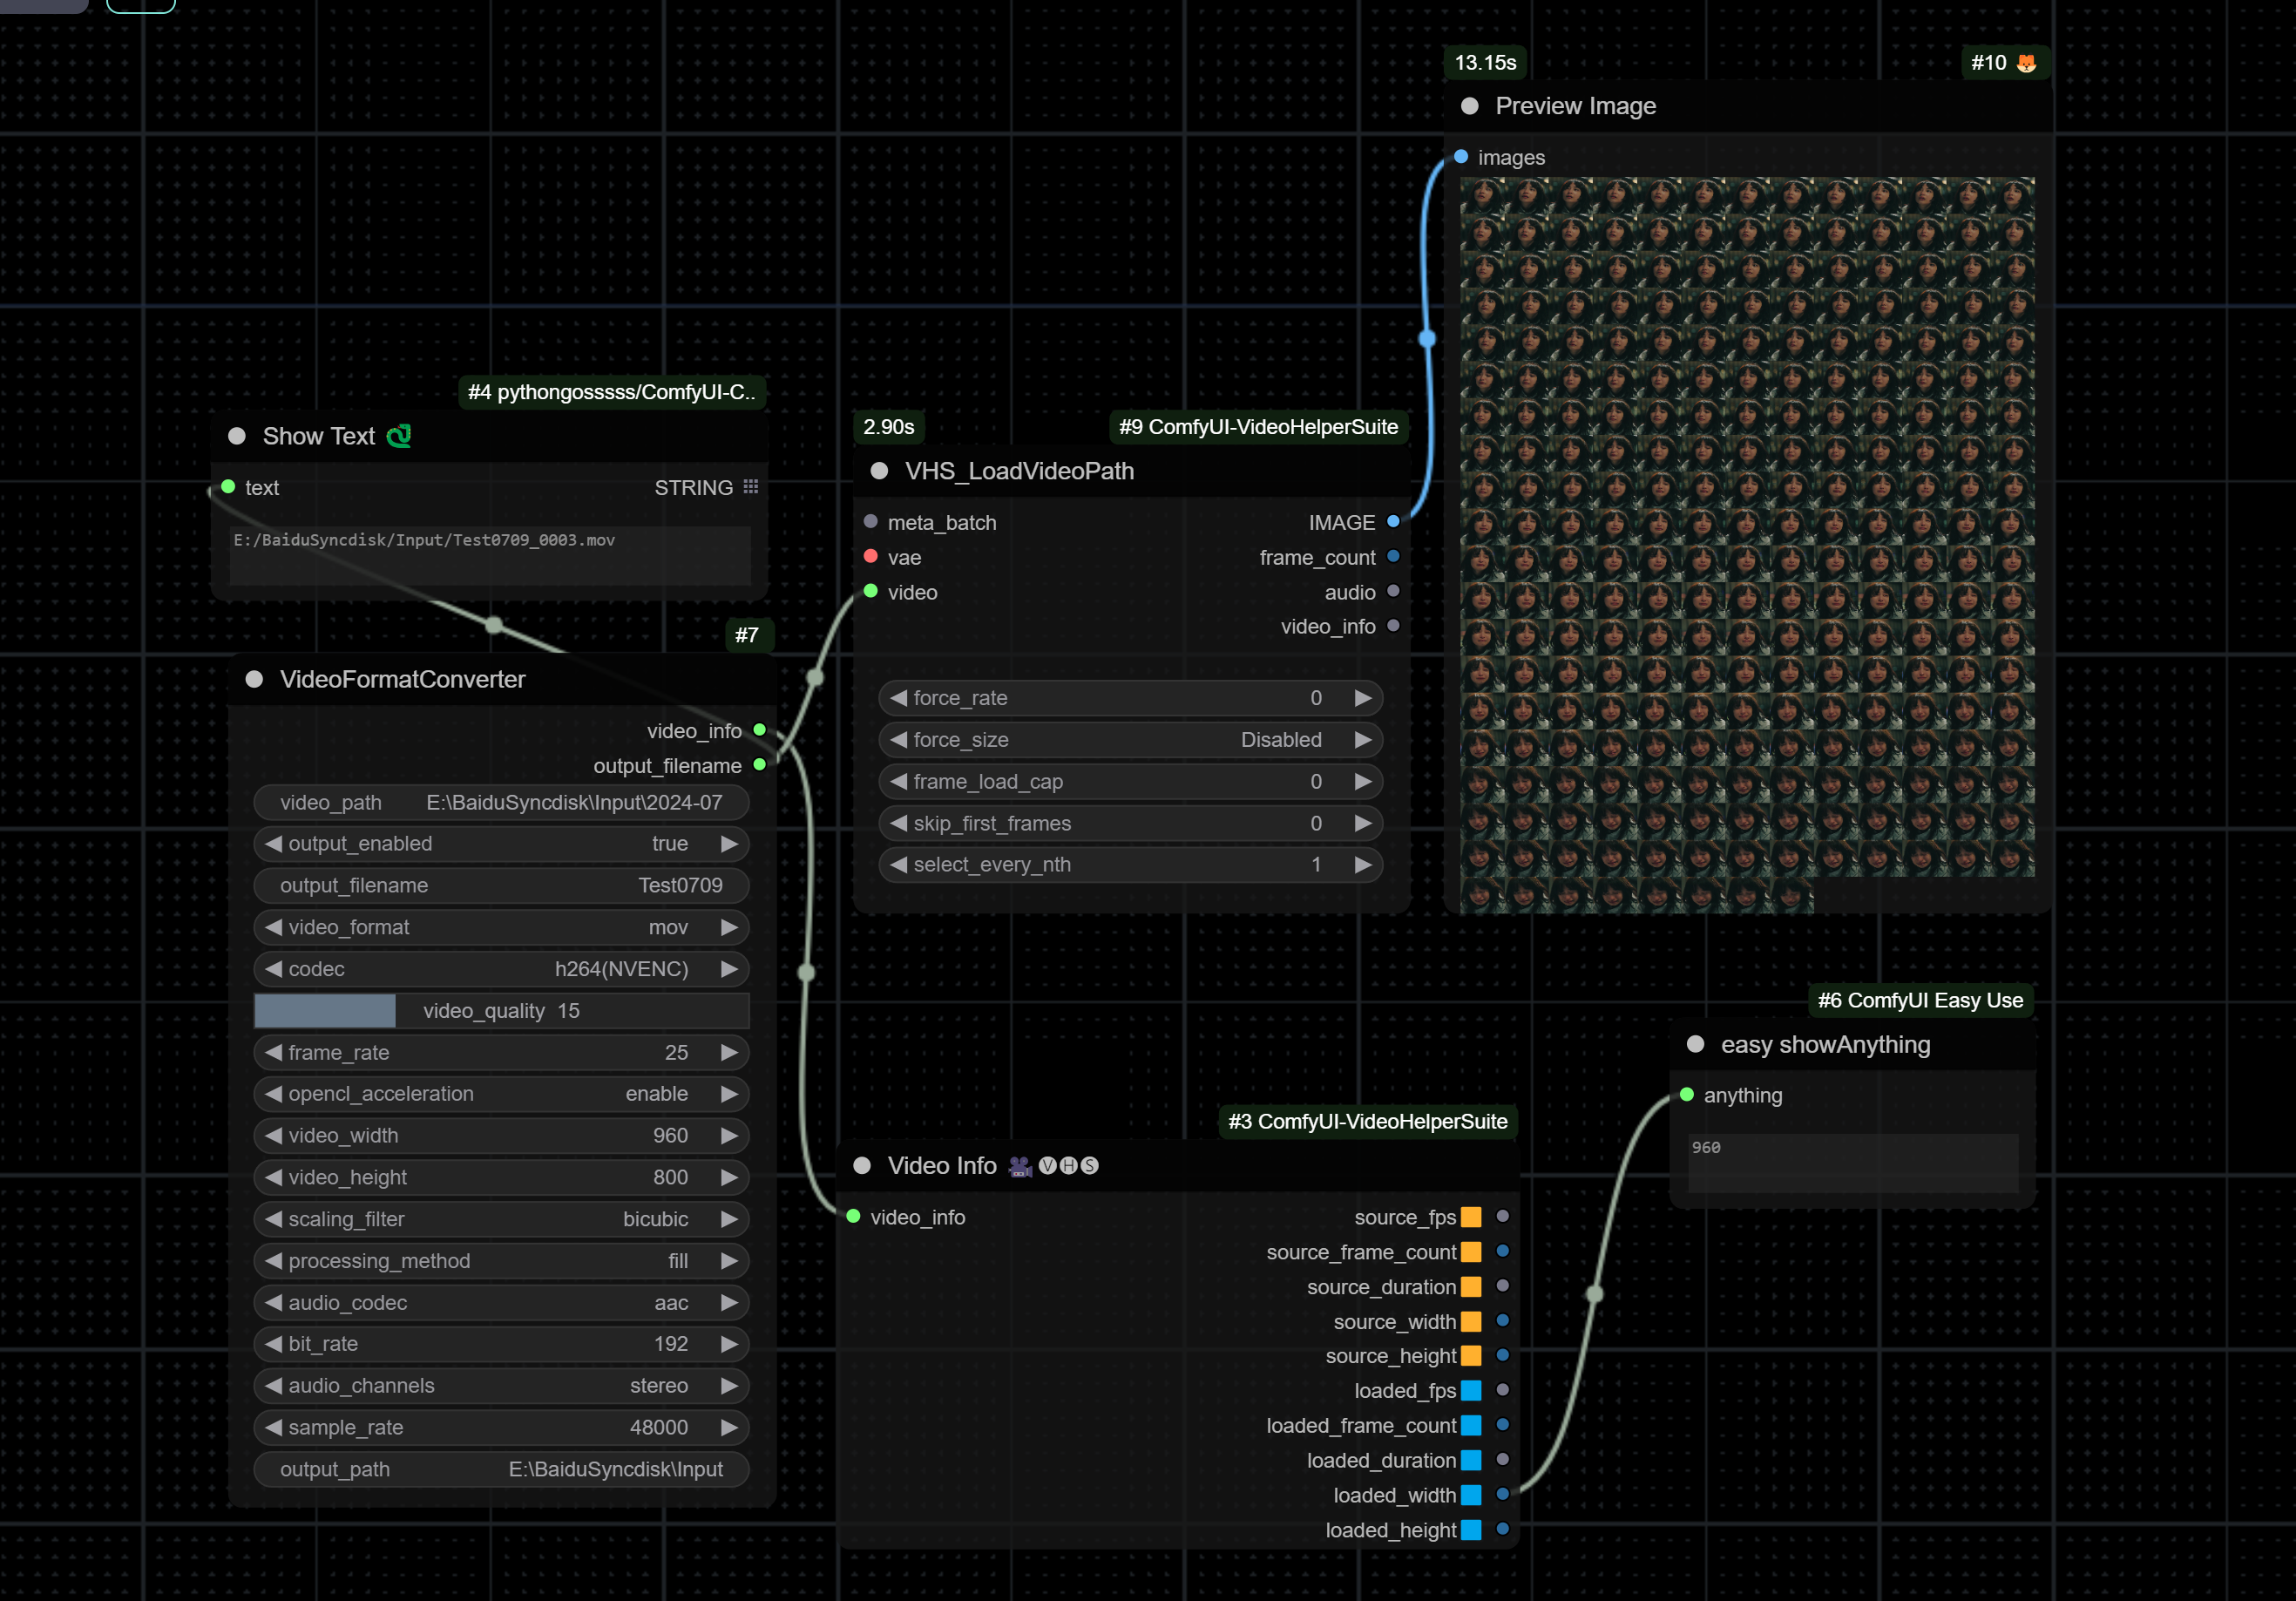 #4 pythongosssss/ComfyUI-C..
Show Text
text STRING
E:/BaiduSyncdisk/Input/Test0709_0003.mov
#7
VideoFormatConverter
video_info
output_filename
video_path E:\BaiduSyncdisk\Input\2024-07
output_enabled true
output_filename Test0709
video_format mov
codec h264(NVENC)
video_quality 15
frame_rate 25
opencl_acceleration enable
video_width 960
video_height 800
scaling_filter bicubic
processing_method fill
audio_codec aac
bit_rate 192
audio_channels stereo
sample_rate 48000
output_path E:\BaiduSyncdisk\Input
2.90s #9 ComfyUI-VideoHelperSuite
VHS_LoadVideoPath
meta_batch IMAGE
vae frame_count
video audio
video_info
force_rate 0
force_size Disabled
frame_load_cap 0
skip_first_frames 0
select_every_nth 1
13.15s #10
Preview Image
images
#3 ComfyUI-VideoHelperSuite
Video Info 🅥🅗🅢
video_info source_fps
source_frame_count
source_duration
source_width
source_height
loaded_fps
loaded_frame_count
loaded_duration
loaded_width
loaded_height
#6 ComfyUI Easy Use
easy showAnything
anything
960